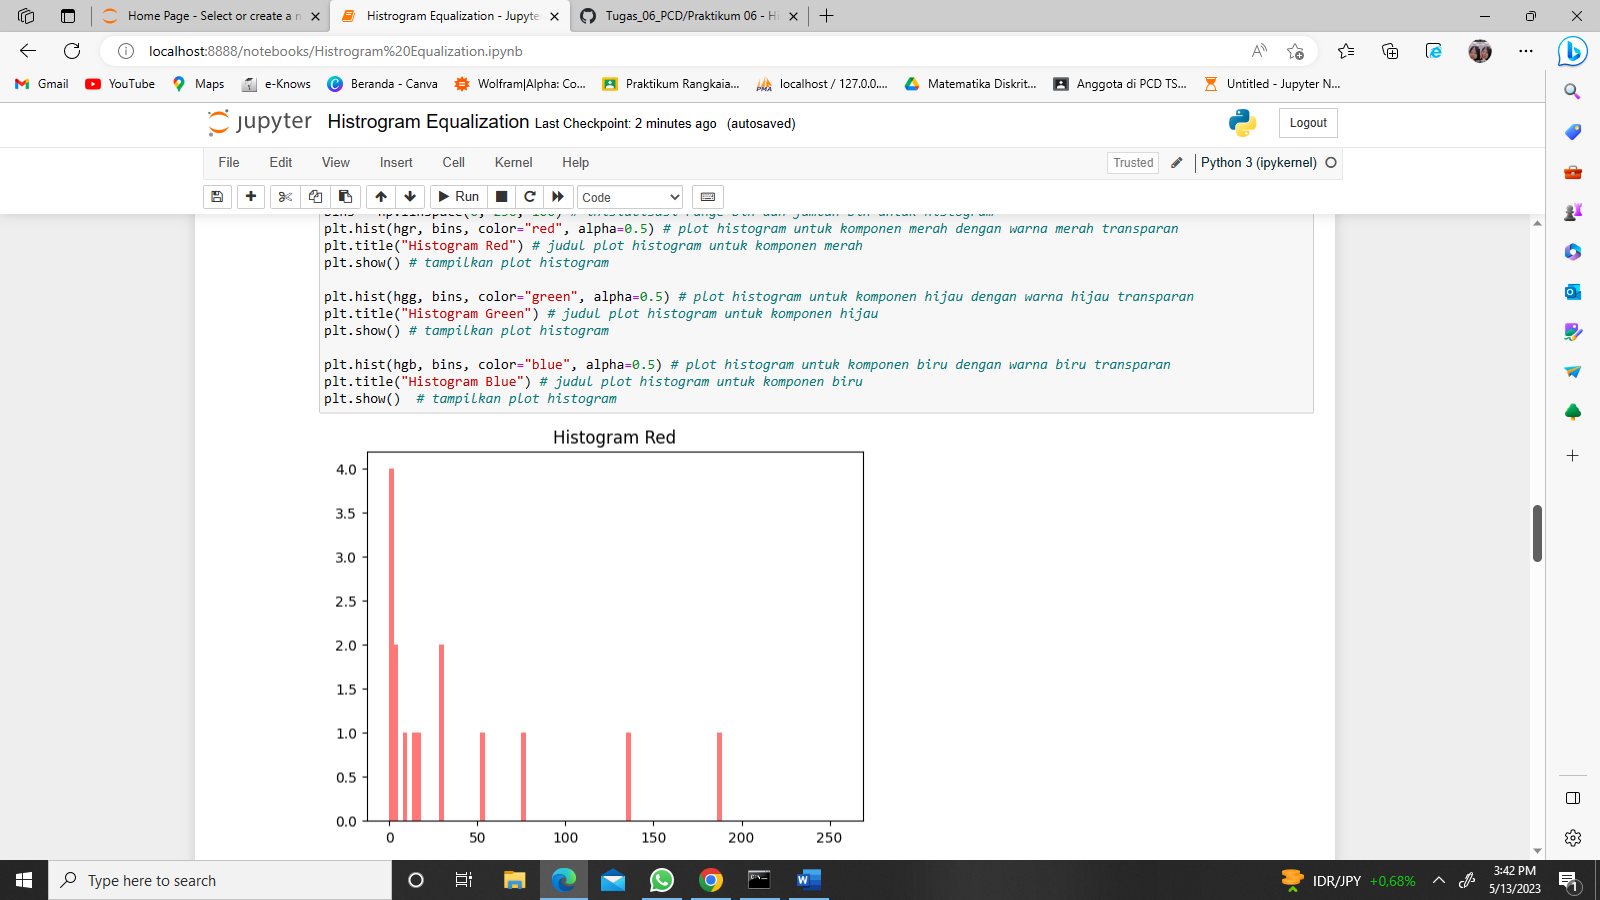 Home Page - Select or create a n
Histrogram Equalization - Jupyte
Tugas_06_PCD/Praktikum 06 - Hi
localhost:8888/notebooks/Histrogram%20Equalization.ipynb
Gmail
YouTube
Maps
e-Knows
Beranda - Canva
Wolfram|Alpha: Co...
Praktikum Rangkaia...
localhost / 127.0.0....
Matematika Diskrit...
Anggota di PCD TS...
Untitled - Jupyter N...
jupyter Histrogram Equalization Last Checkpoint: 2 minutes ago (autosaved)
Logout
File Edit View Insert Cell Kernel Help
Trusted
Python 3 (ipykernel)
Run
Code
plt.hist(hgr, bins, color="red", alpha=0.5) # plot histogram untuk komponen merah dengan warna merah transparan
plt.title("Histogram Red") # judul plot histogram untuk komponen merah
plt.show() # tampilkan plot histogram
plt.hist(hgg, bins, color="green", alpha=0.5) # plot histogram untuk komponen hijau dengan warna hijau transparan
plt.title("Histogram Green") # judul plot histogram untuk komponen hijau
plt.show() # tampilkan plot histogram
plt.hist(hgb, bins, color="blue", alpha=0.5) # plot histogram untuk komponen biru dengan warna biru transparan
plt.title("Histogram Blue") # judul plot histogram untuk komponen biru
plt.show()  # tampilkan plot histogram
Histogram Red
4.0
3.5
3.0
2.5
2.0
1.5
1.0
0.5
0.0
0 50 100 150 200 250
Type here to search
IDR/JPY +0,68%
3:42 PM
5/13/2023
1